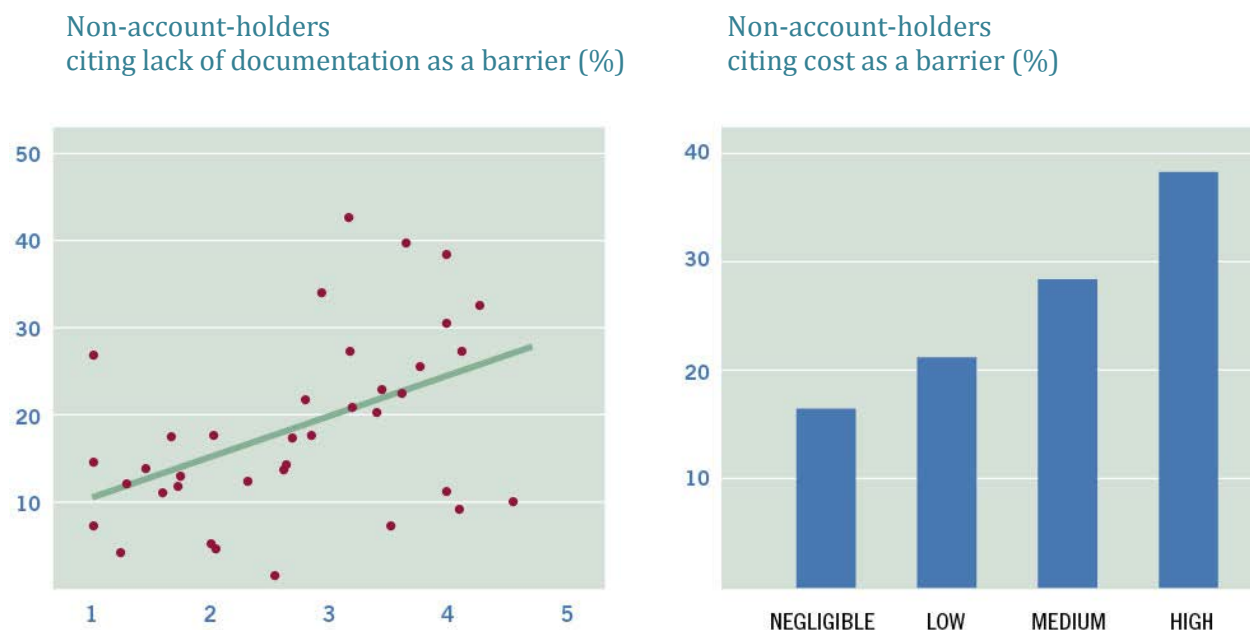 Non-account-holders
citing lack of documentation as a barrier (%)
50
40
30
20
10
1 2 3 4 5
Non-account-holders
citing cost as a barrier (%)
40
30
20
10
NEGLIGIBLE LOW MEDIUM HIGH